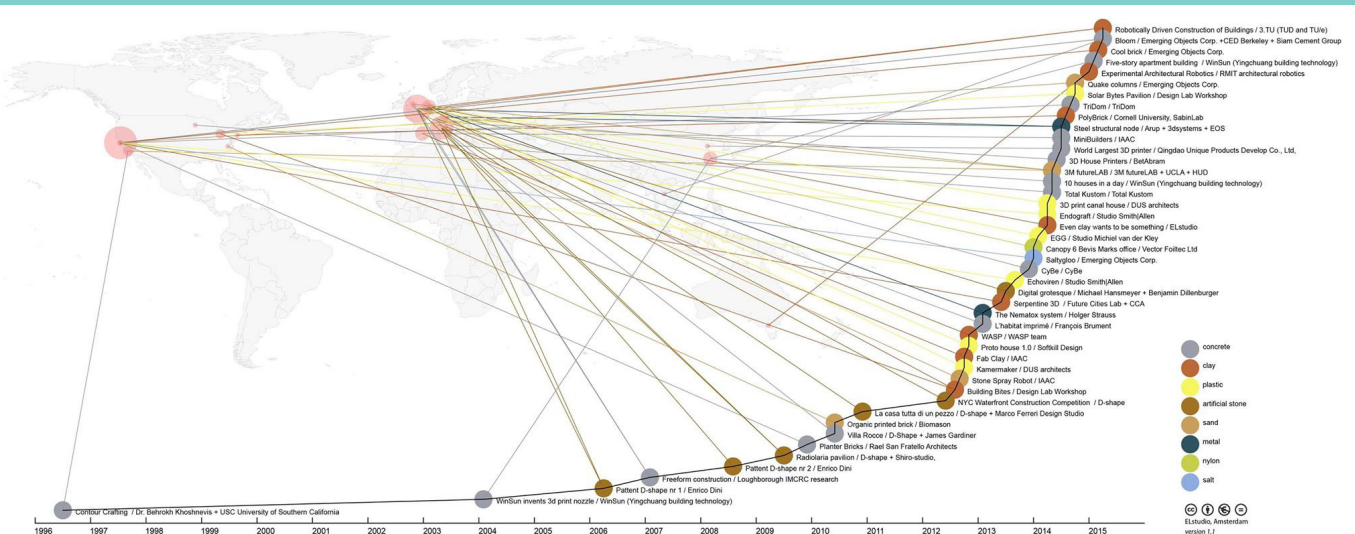 Robotically Driven Construction of Buildings / 3.TU (TUD and TU/e)
Bloom / Emerging Objects Corp. +CED Berkeley + Siam Cement Group
Cool brick / Emerging Objects Corp.
Five-story apartment building / WinSun (Yingchuang building technology)
Experimental Architectural Robotics / RMIT architectural robotics
Quake columns / Emerging Objects Corp.
Solar Bytes Pavilion / Design Lab Workshop
TriDom / TriDom
PolyBrick / Cornell University, SabinLab
Steel structural node / Arup + 3dsystems + EOS
MiniBuilders / IAAC
World Largest 3D printer / Qingdao Unique Products Develop Co., Ltd,
3D House Printers / BetAbram
3M futureLAB / 3M futureLAB + UCLA + HUD
10 houses in a day / WinSun (Yingchuang building technology)
Total Kustom / Total Kustom
3D print canal house / DUS architects
Endograft / Studio Smith|Allen
Even clay wants to be something / ELstudio
EGG / Studio Michiel van der Kley
Canopy 6 Bevis Marks office / Vector Foiltec Ltd
Saltygloo / Emerging Objects Corp.
CyBe / CyBe
Echoviren / Studio Smith|Allen
Digital grotesque / Michael Hansmeyer + Benjamin Dillenburger
Serpentine 3D / Future Cities Lab + CCA
The Nematox system / Holger Strauss
L'habitat imprimé / François Brument
WASP / WASP team
Proto house 1.0 / Softkill Design
Fab Clay / IAAC
Kamermaker / DUS architects
Stone Spray Robot / IAAC
Building Bites / Design Lab Workshop
NYC Waterfront Construction Competition / D-shape
La casa tutta di un pezzo / D-shape + Marco Ferreri Design Studio
Organic printed brick / Biomason
Villa Rocce / D-Shape + James Gardiner
Planter Bricks / Rael San Fratello Architects
Radiolaria pavilion / D-shape + Shiro-studio,
Pattent D-shape nr 2 / Enrico Dini
Freeform construction / Loughborough IMCRC research
Pattent D-shape nr 1 / Enrico Dini
WinSun invents 3d print nozzle / WinSun (Yingchuang building technology)
Contour Crafting / Dr. Behrokh Khoshnevis + USC University of Southern California
concrete
clay
plastic
artificial stone
sand
metal
nylon
salt
cc
ELstudio, Amsterdam
version 1.1
1996 1997 1998 1999 2000 2001 2002 2003 2004 2005 2006 2007 2008 2009 2010 2011 2012 2013 2014 2015